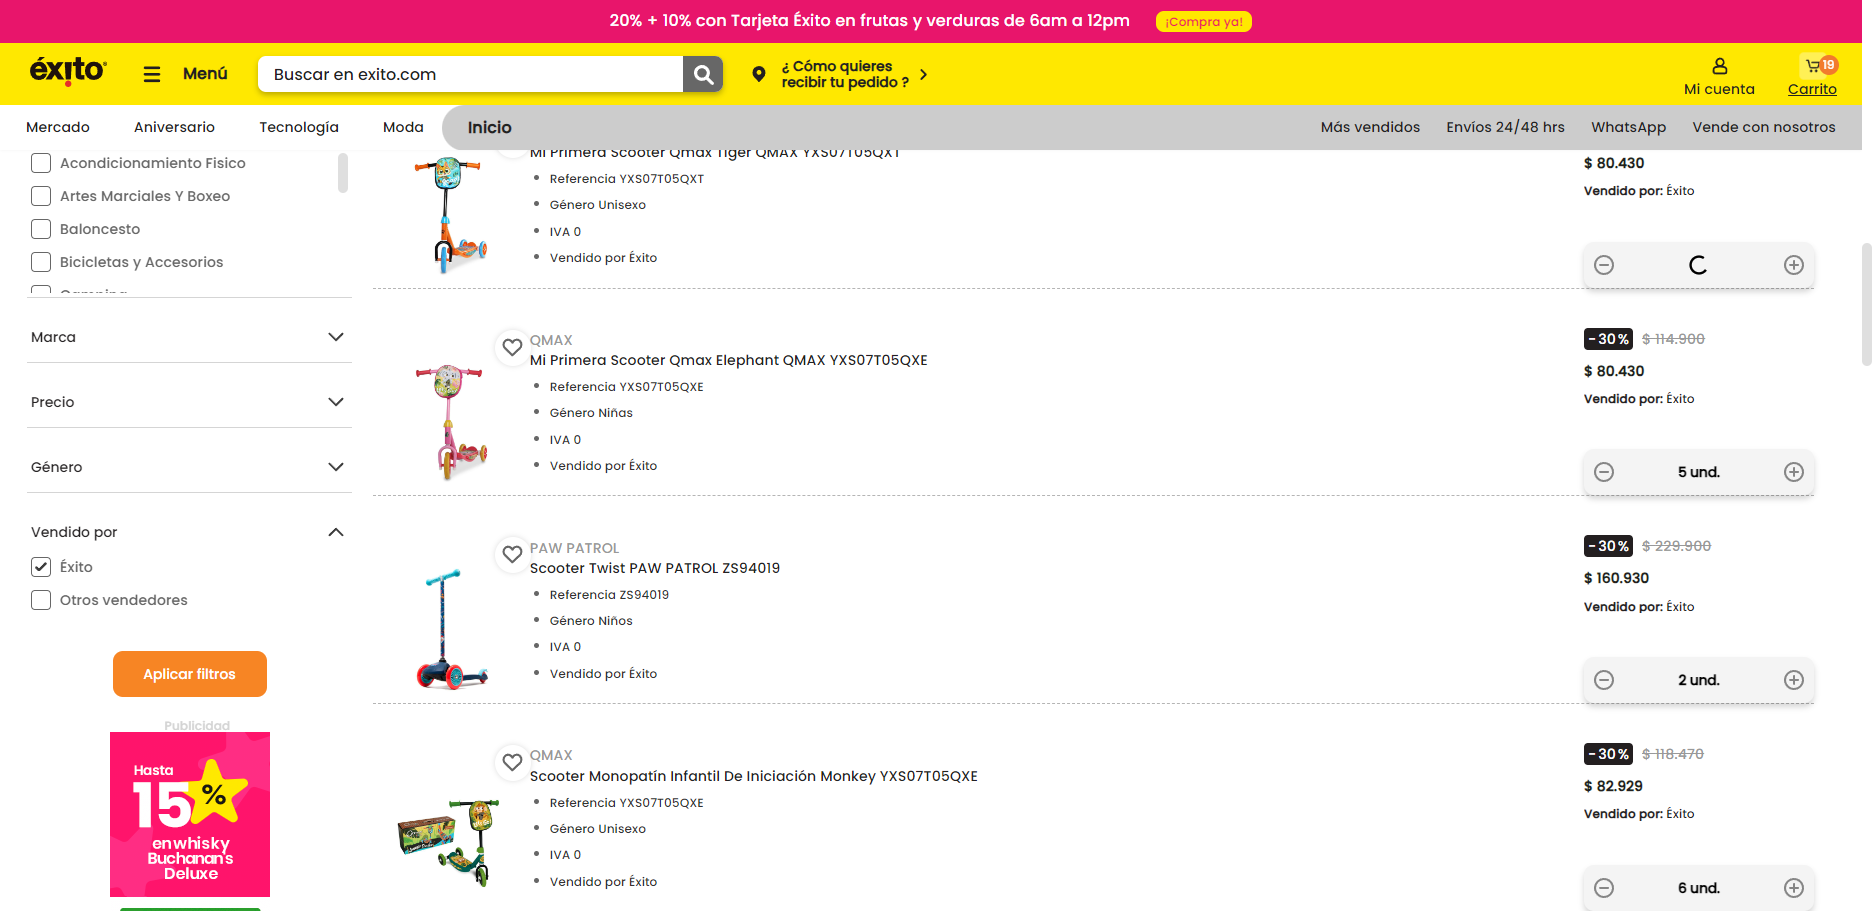 20% + 10% con Tarjeta Éxito en frutas y verduras de 6am a 12pm
¡Compra ya!
éxito
Menú
Buscar en exito.com
¿ Cómo quieres
recibir tu pedido ?
Mi cuenta
19
Carrito
Mercado
Aniversario
Tecnología
Moda
Inicio
Más vendidos
Envíos 24/48 hrs
WhatsApp
Vende con nosotros
Acondicionamiento Fisico
Artes Marciales Y Boxeo
Baloncesto
Bicicletas y Accesorios
Camping
Marca
Precio
Género
Vendido por
Éxito
Otros vendedores
Aplicar filtros
Publicidad
Hasta
15%
en whisky
Buchanan's
Deluxe
Mi Primera Scooter Qmax Tiger QMAX YXS07T05QXT
Referencia YXS07T05QXT
Género Unisexo
IVA 0
Vendido por Éxito
$ 80.430
Vendido por: Éxito
QMAX
Mi Primera Scooter Qmax Elephant QMAX YXS07T05QXE
Referencia YXS07T05QXE
Género Niñas
IVA 0
Vendido por Éxito
-30% $ 114.900
$ 80.430
Vendido por: Éxito
5 und.
PAW PATROL
Scooter Twist PAW PATROL ZS94019
Referencia ZS94019
Género Niños
IVA 0
Vendido por Éxito
-30% $ 229.900
$ 160.930
Vendido por: Éxito
2 und.
QMAX
Scooter Monopatín Infantil De Iniciación Monkey YXS07T05QXE
Referencia YXS07T05QXE
Género Unisexo
IVA 0
Vendido por Éxito
-30% $ 118.470
$ 82.929
Vendido por: Éxito
6 und.